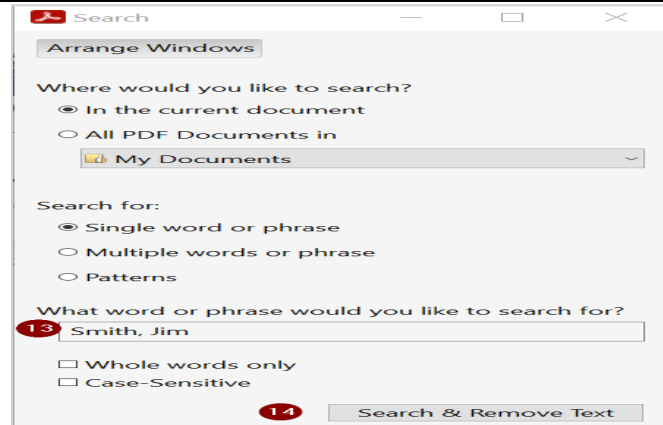 Search
Arrange Windows
Where would you like to search?
In the current document
All PDF Documents in
My Documents
Search for:
Single word or phrase
Multiple words or phrase
Patterns
What word or phrase would you like to search for?
13 Smith, Jim
Whole words only
Case-Sensitive
14 Search & Remove Text